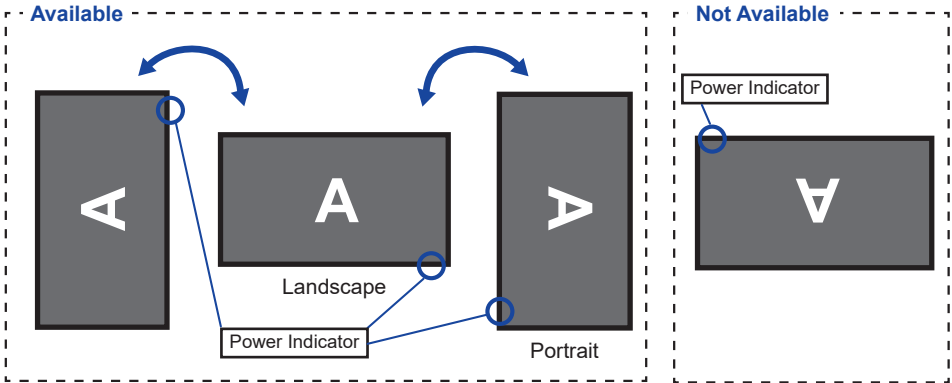 Available
Not Available
Power Indicator
A
A
A
A
Landscape
Power Indicator
Portrait